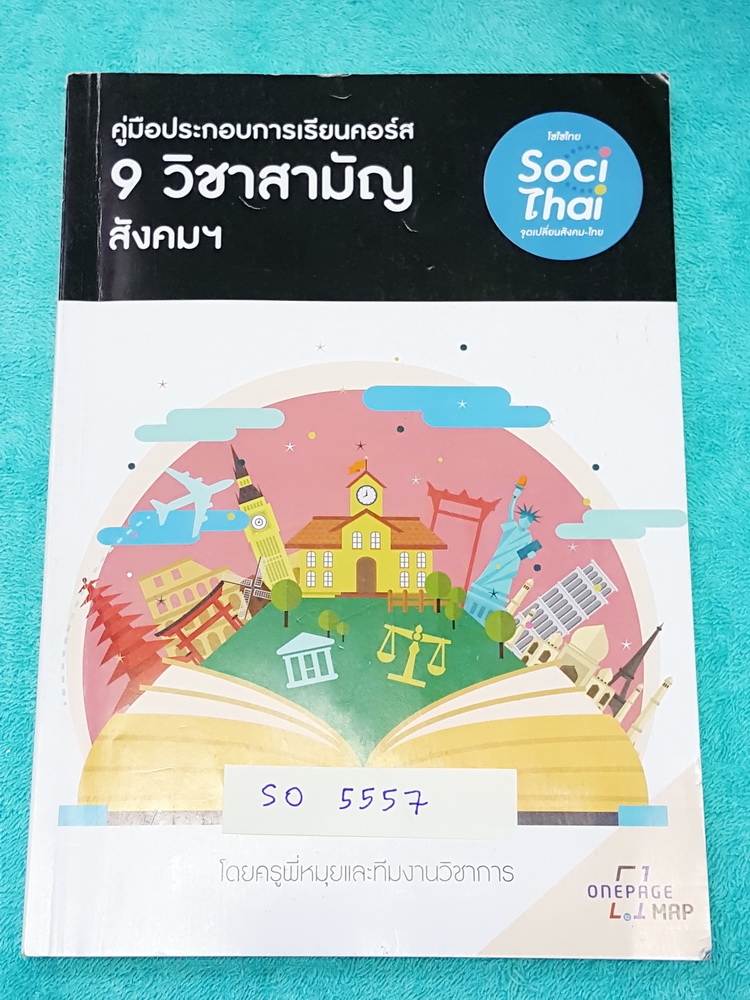 คู่มือประกอบการเรียนคอร์ส
9 วิชาสามัญ
สังคมฯ
โซไซไทย
Soci
Thai
จุดเปลี่ยนสังคม-ไทย
SO 5557
โดยครูพี่หมุยและทีมงานวิชาการ
ONEPAGE
MAP